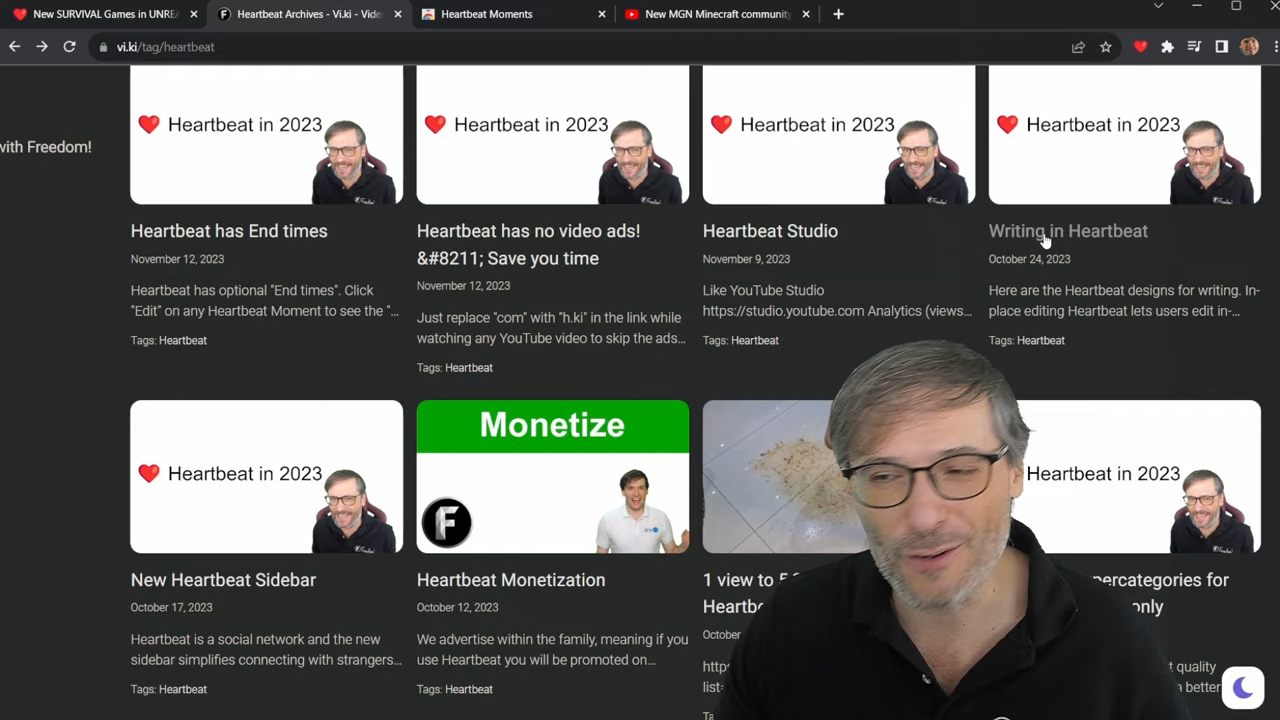 New SURVIVAL Games in UNREA
Heartbeat Archives - Vi.ki - Vide
Heartbeat Moments
New MGN Minecraft community
vi.ki/tag/heartbeat
with Freedom!
Heartbeat in 2023
Heartbeat in 2023
Heartbeat in 2023
Heartbeat in 2023
Heartbeat has End times
November 12, 2023
Heartbeat has optional "End times". Click
"Edit" on any Heartbeat Moment to see the "...
Tags: Heartbeat
Heartbeat has no video ads!
&#8211; Save you time
November 12, 2023
Just replace "com" with "h.ki" in the link while
watching any YouTube video to skip the ads...
Tags: Heartbeat
Heartbeat Studio
November 9, 2023
Like YouTube Studio
https://studio.youtube.com Analytics (views...
Tags: Heartbeat
Writing in Heartbeat
October 24, 2023
Here are the Heartbeat designs for writing. In-
place editing Heartbeat lets users edit in-...
Tags: Heartbeat
Heartbeat in 2023
New Heartbeat Sidebar
October 17, 2023
Heartbeat is a social network and the new
sidebar simplifies connecting with strangers...
Tags: Heartbeat
Monetize
F
Heartbeat Monetization
October 12, 2023
We advertise within the family, meaning if you
use Heartbeat you will be promoted on...
Tags: Heartbeat
1 view to
Heartb
October
https
list
Heartbeat in 2023
percategories for
only
t quality
better